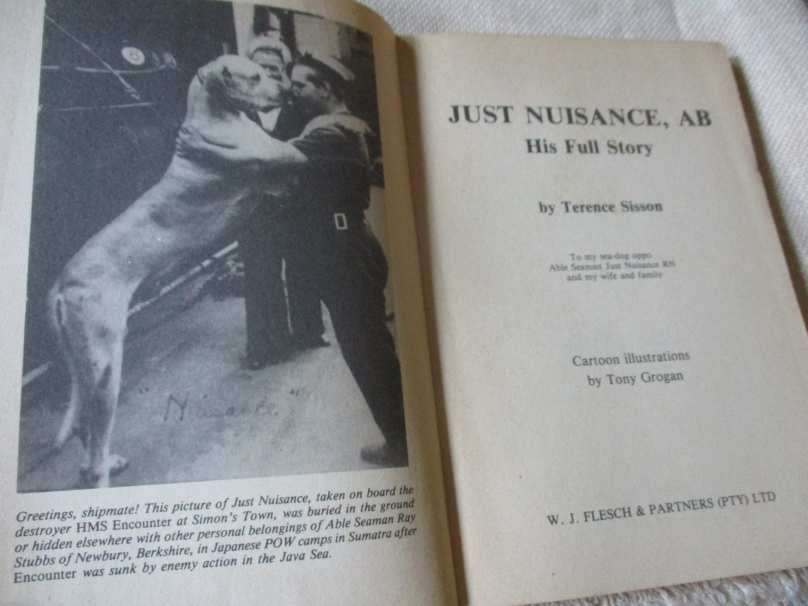 "Nuisance"
Greetings, shipmate! This picture of Just Nuisance, taken on board the
destroyer HMS Encounter at Simon's Town, was buried in the ground
or hidden elsewhere with other personal belongings of Able Seaman Ray
Stubbs of Newbury, Berkshire, in Japanese POW camps in Sumatra after
Encounter was sunk by enemy action in the Java Sea.
JUST NUISANCE, AB
His Full Story
by Terence Sisson
To my sea-dog oppo
Able Seaman Just Nuisance RN
and my wife and family
Cartoon illustrations
by Tony Grogan
W. J. FLESCH & PARTNERS (PTY) LTD